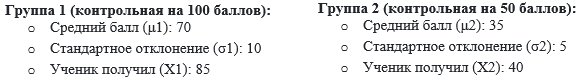 Группа 1 (контрольная на 100 баллов):
o Средний балл (μ1): 70
o Стандартное отклонение (σ1): 10
o Ученик получил (X1): 85
Группа 2 (контрольная на 50 баллов):
o Средний балл (μ2): 35
o Стандартное отклонение (σ2): 5
o Ученик получил (X2): 40